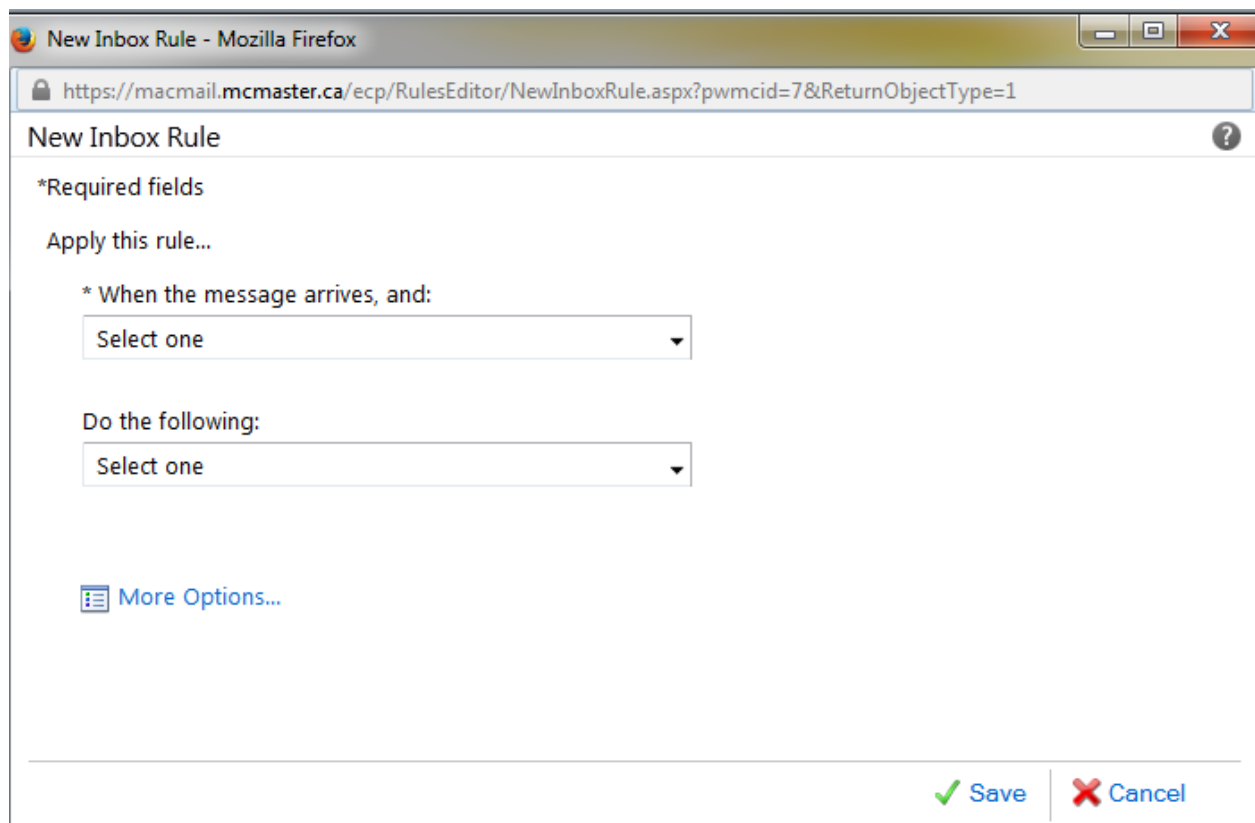 New Inbox Rule - Mozilla Firefox
https://macmail.mcmaster.ca/ecp/RulesEditor/NewInboxRule.aspx?pwmcid=7&ReturnObjectType=1
New Inbox Rule
*Required fields
Apply this rule...
* When the message arrives, and:
Select one
Do the following:
Select one
More Options...
Save Cancel